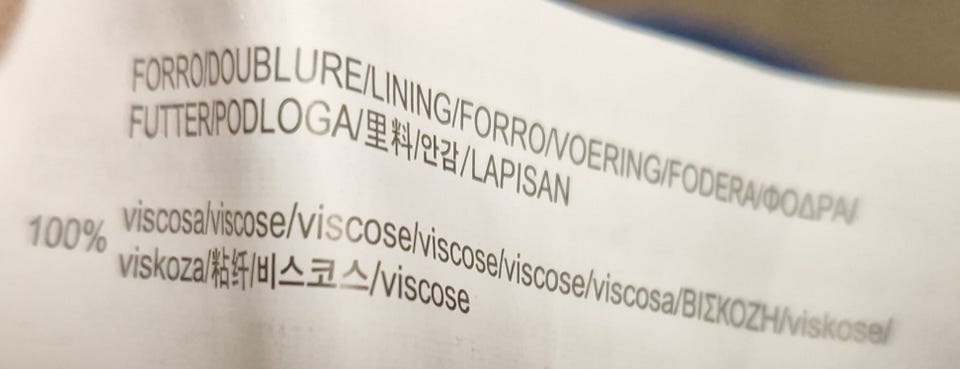 FORRO/DOUBLURE/LINING/FORRO/VOERING/FODERA/ΦΟΔΡΑ/
FUTTER/PODLOGA/里料/안감/LAPISAN
100% viscosa/viscose/viscose/viscose/viscose/viscosa/ΒΙΣΚΟΖΗ/viskose/
viskoza/粘纤/비스코스/viscose